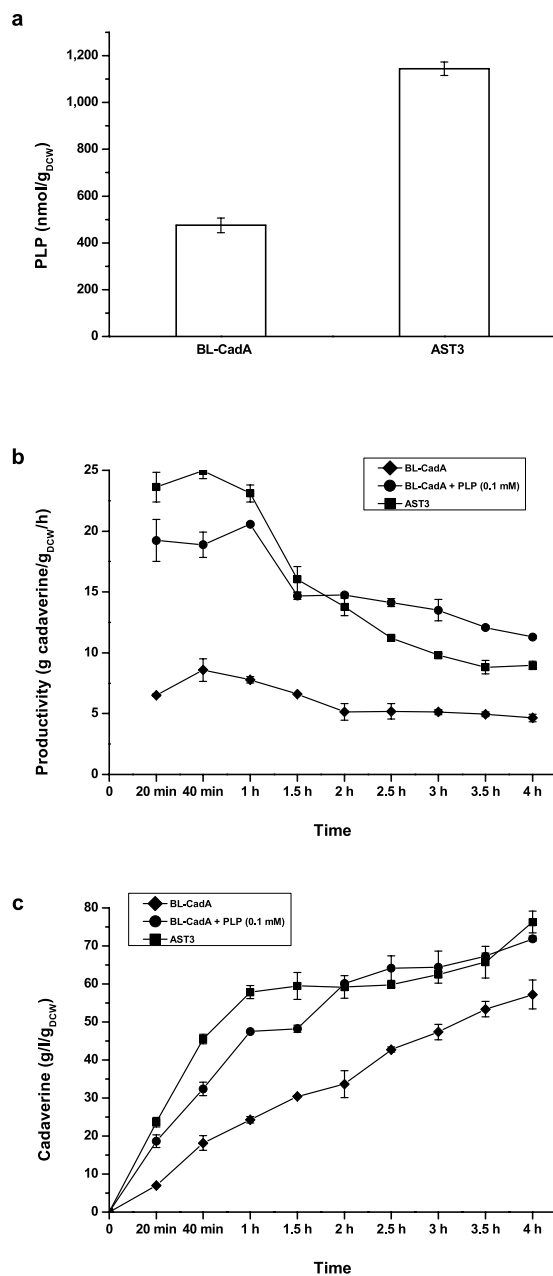 a
1,200
1,000
800
600
400
200
0
PLP (nmol/gDCW)
BL-CadA
AST3
b
BL-CadA
BL-CadA + PLP (0.1 mM)
AST3
25
20
15
10
5
0
Productivity (g cadaverine/gDCW/h)
0 20 min 40 min 1 h 1.5 h 2 h 2.5 h 3 h 3.5 h 4 h
Time
c
BL-CadA
BL-CadA + PLP (0.1 mM)
AST3
80
70
60
50
40
30
20
10
0
Cadaverine (g/l/gDCW)
0 20 min 40 min 1 h 1.5 h 2 h 2.5 h 3 h 3.5 h 4 h
Time